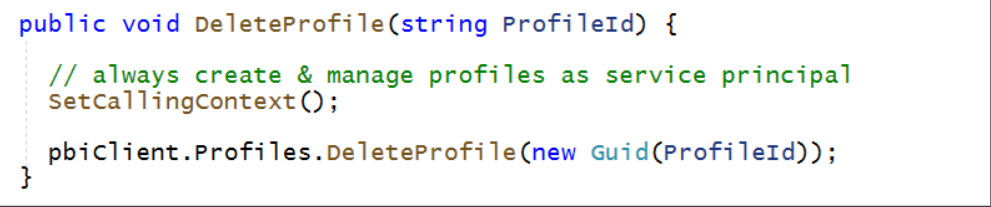 public void DeleteProfile(string ProfileId) {
// always create & manage profiles as service principal
SetCallingContext();
pbiClient.Profiles.DeleteProfile(new Guid(ProfileId));
}